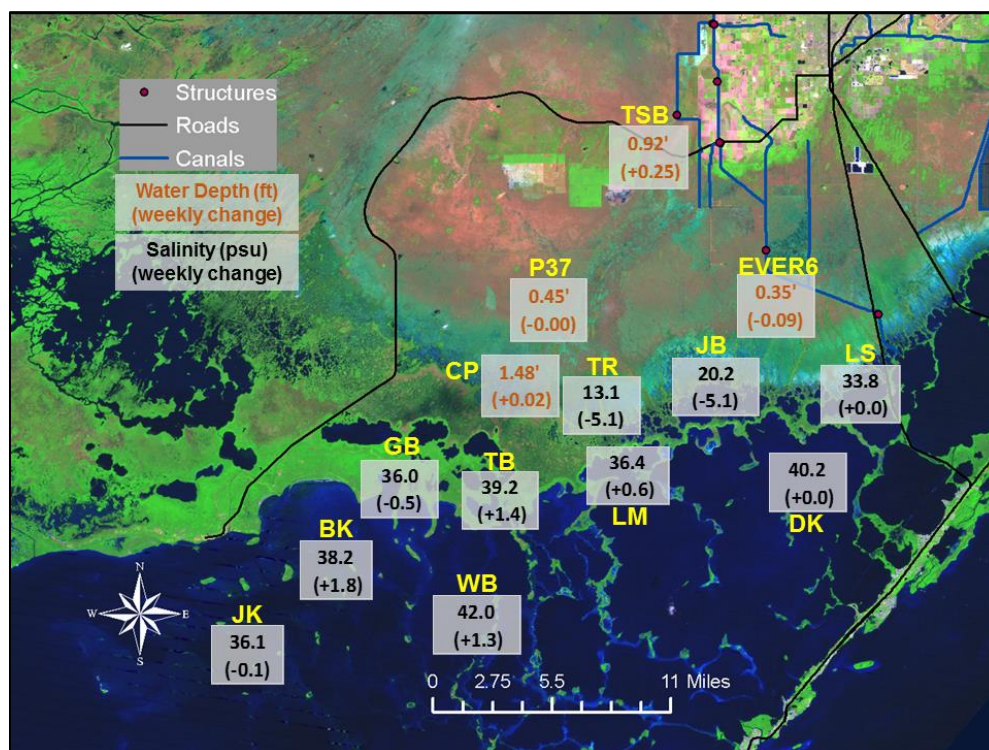 Structures
Roads
Canals
Water Depth (ft)
(weekly change)
Salinity (psu)
(weekly change)
TSB
0.92'
(+0.25)
P37
0.45'
(-0.00)
EVER6
0.35'
(-0.09)
CP
1.48'
(+0.02)
TR
13.1
(-5.1)
JB
20.2
(-5.1)
LS
33.8
(+0.0)
GB
36.0
(-0.5)
TB
39.2
(+1.4)
36.4
(+0.6)
LM
40.2
(+0.0)
DK
BK
38.2
(+1.8)
WB
42.0
(+1.3)
JK
36.1
(-0.1)
N
W
E
S
0 2.75 5.5 11 Miles